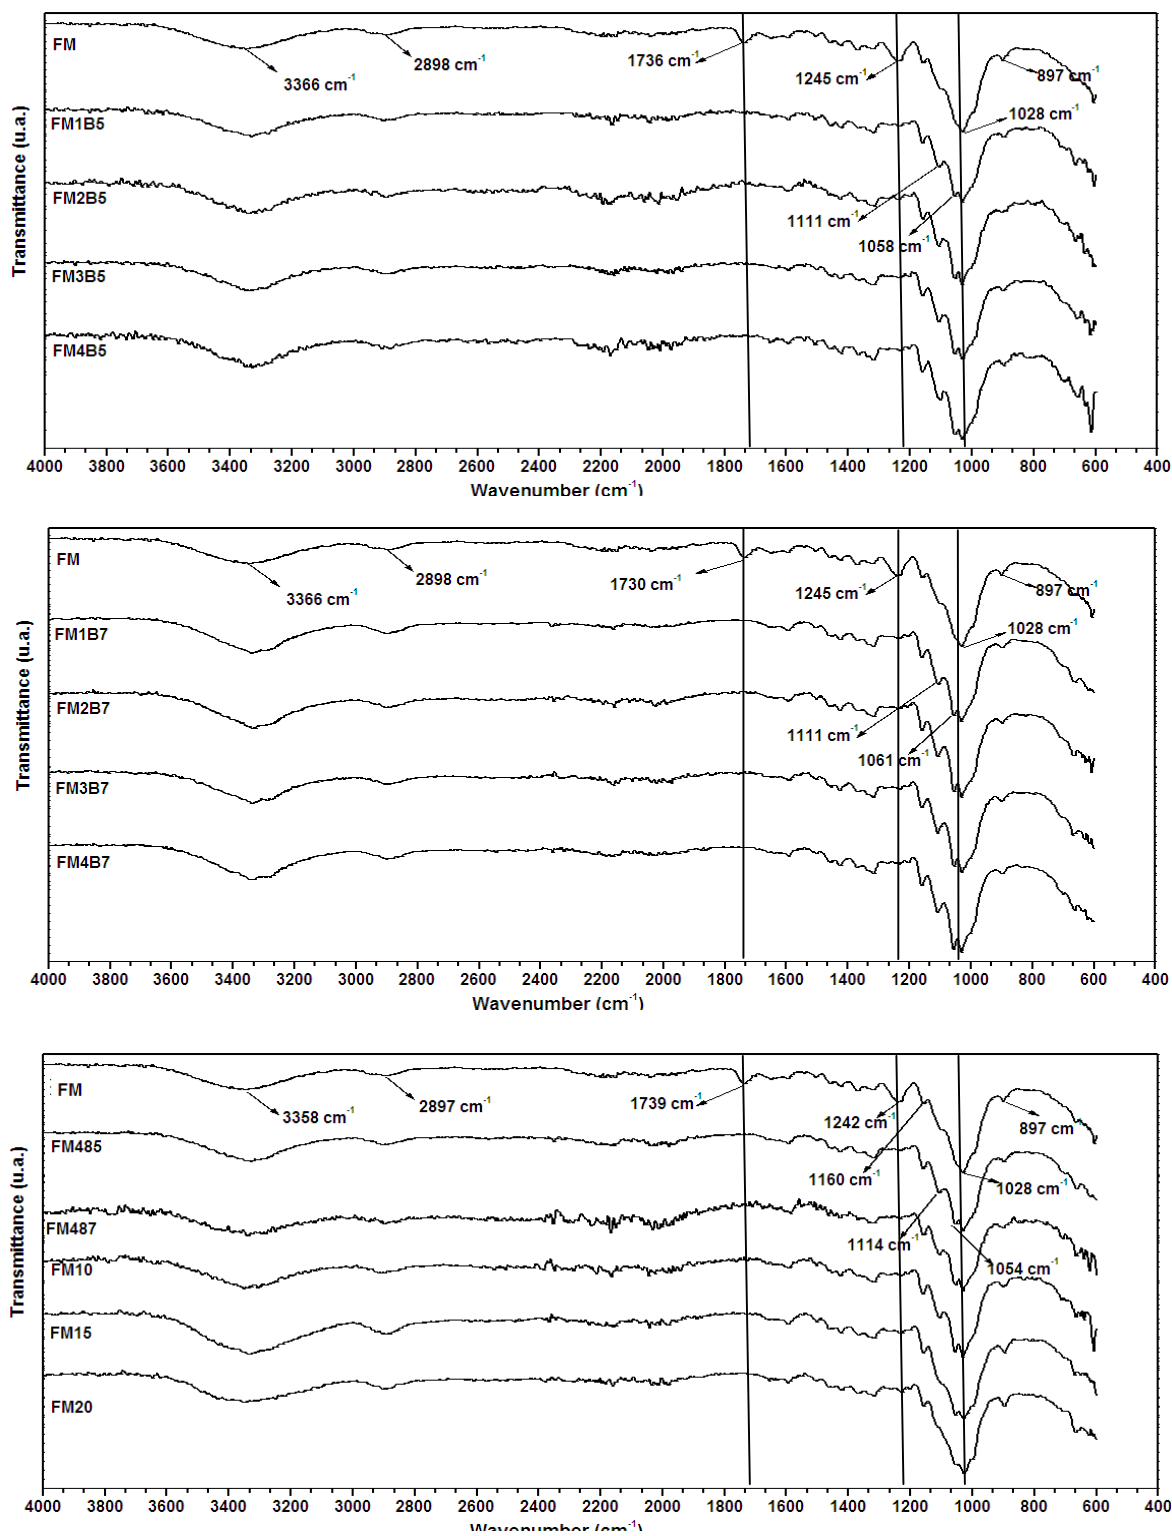 FM
3366 cm-1
2898 cm-1
1736 cm-1
1245 cm-1
897 cm-1
1028 cm-1
FM1B5
FM2B5
1111 cm-1
1058 cm-1
FM3B5
FM4B5
Transmittance (u.a.)
4000 3800 3600 3400 3200 3000 2800 2600 2400 2200 2000 1800 1600 1400 1200 1000 800 600 400
Wavenumber (cm-1)
FM
3366 cm-1
2898 cm-1
1730 cm-1
1245 cm-1
897 cm-1
1028 cm-1
FM1B7
FM2B7
1111 cm-1
1061 cm-1
FM3B7
FM4B7
Transmittance (u.a.)
4000 3800 3600 3400 3200 3000 2800 2600 2400 2200 2000 1800 1600 1400 1200 1000 800 600 400
Wavenumber (cm-1)
FM
3358 cm-1
2897 cm-1
1739 cm-1
1242 cm-1
897 cm-1
FM485
1160 cm-1
1028 cm-1
FM487
1114 cm-1
1054 cm-1
FM10
FM15
FM20
Transmittance (u.a.)
4000 3800 3600 3400 3200 3000 2800 2600 2400 2200 2000 1800 1600 1400 1200 1000 800 600 400
Wavenumber (cm-1)